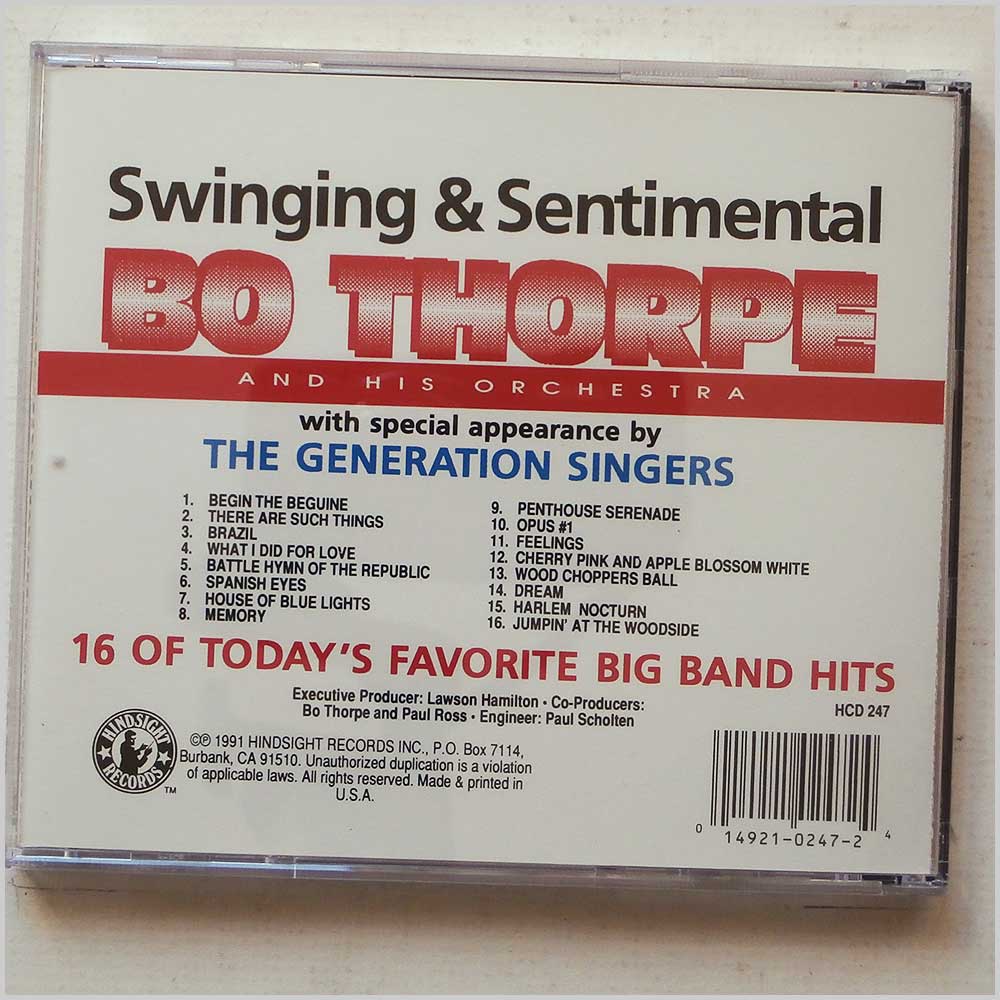 Swinging & Sentimental
BO THORPE
AND HIS ORCHESTRA
with special appearance by
THE GENERATION SINGERS
1. BEGIN THE BEGUINE
2. THERE ARE SUCH THINGS
3. BRAZIL
4. WHAT I DID FOR LOVE
5. BATTLE HYMN OF THE REPUBLIC
6. SPANISH EYES
7. HOUSE OF BLUE LIGHTS
8. MEMORY
9. PENTHOUSE SERENADE
10. OPUS #1
11. FEELINGS
12. CHERRY PINK AND APPLE BLOSSOM WHITE
13. WOOD CHOPPERS BALL
14. DREAM
15. HARLEM NOCTURN
16. JUMPIN' AT THE WOODSIDE
16 OF TODAY'S FAVORITE BIG BAND HITS
Executive Producer: Lawson Hamilton • Co-Producers:
Bo Thorpe and Paul Ross • Engineer: Paul Scholten
HCD 247
HINDSIGHT
RECORDS
TM
©℗ 1991 HINDSIGHT RECORDS INC., P.O. Box 7114,
Burbank, CA 91510. Unauthorized duplication is a violation
of applicable laws. All rights reserved. Made & printed in
U.S.A.
0 14921-0247-2 4